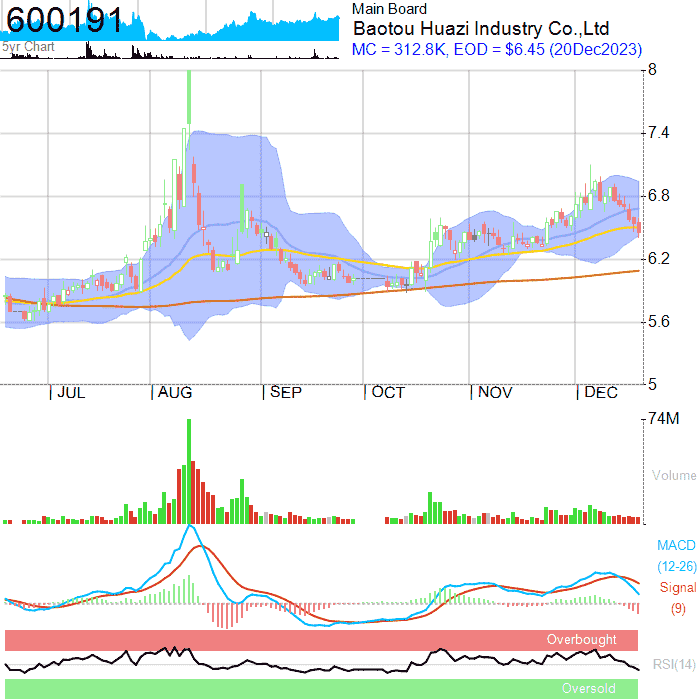 600191
5yr Chart
Main Board
Baotou Huazi Industry Co.,Ltd
MC = 312.8K, EOD = $6.45 (20Dec2023)
8
7.4
6.8
6.2
5.6
5
JUL AUG SEP OCT NOV DEC
74M
Volume
MACD
(12-26)
Signal
(9)
Overbought
RSI(14)
Oversold